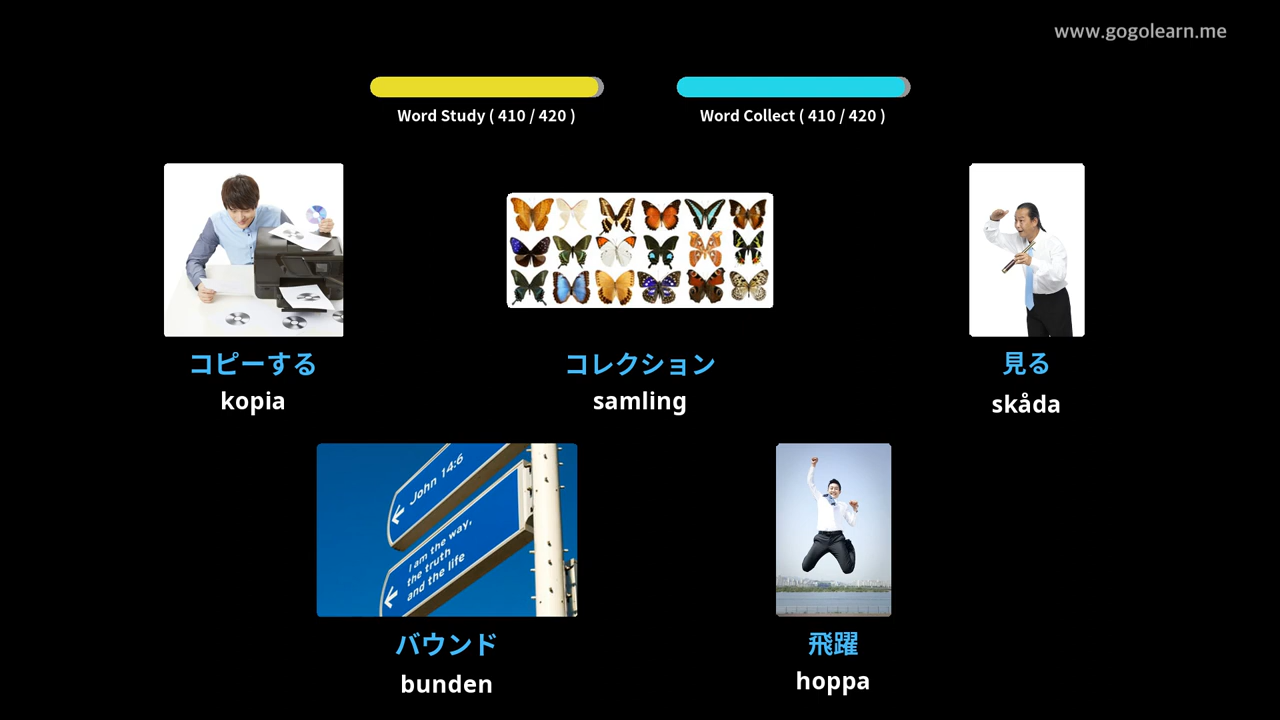 www.gogolearn.me
Word Study ( 410 / 420 )
Word Collect ( 410 / 420 )
コピーする
kopia
コレクション
samling
見る
skåda
John 14:6
I am the way,
the truth
and the life
バウンド
bunden
飛躍
hoppa